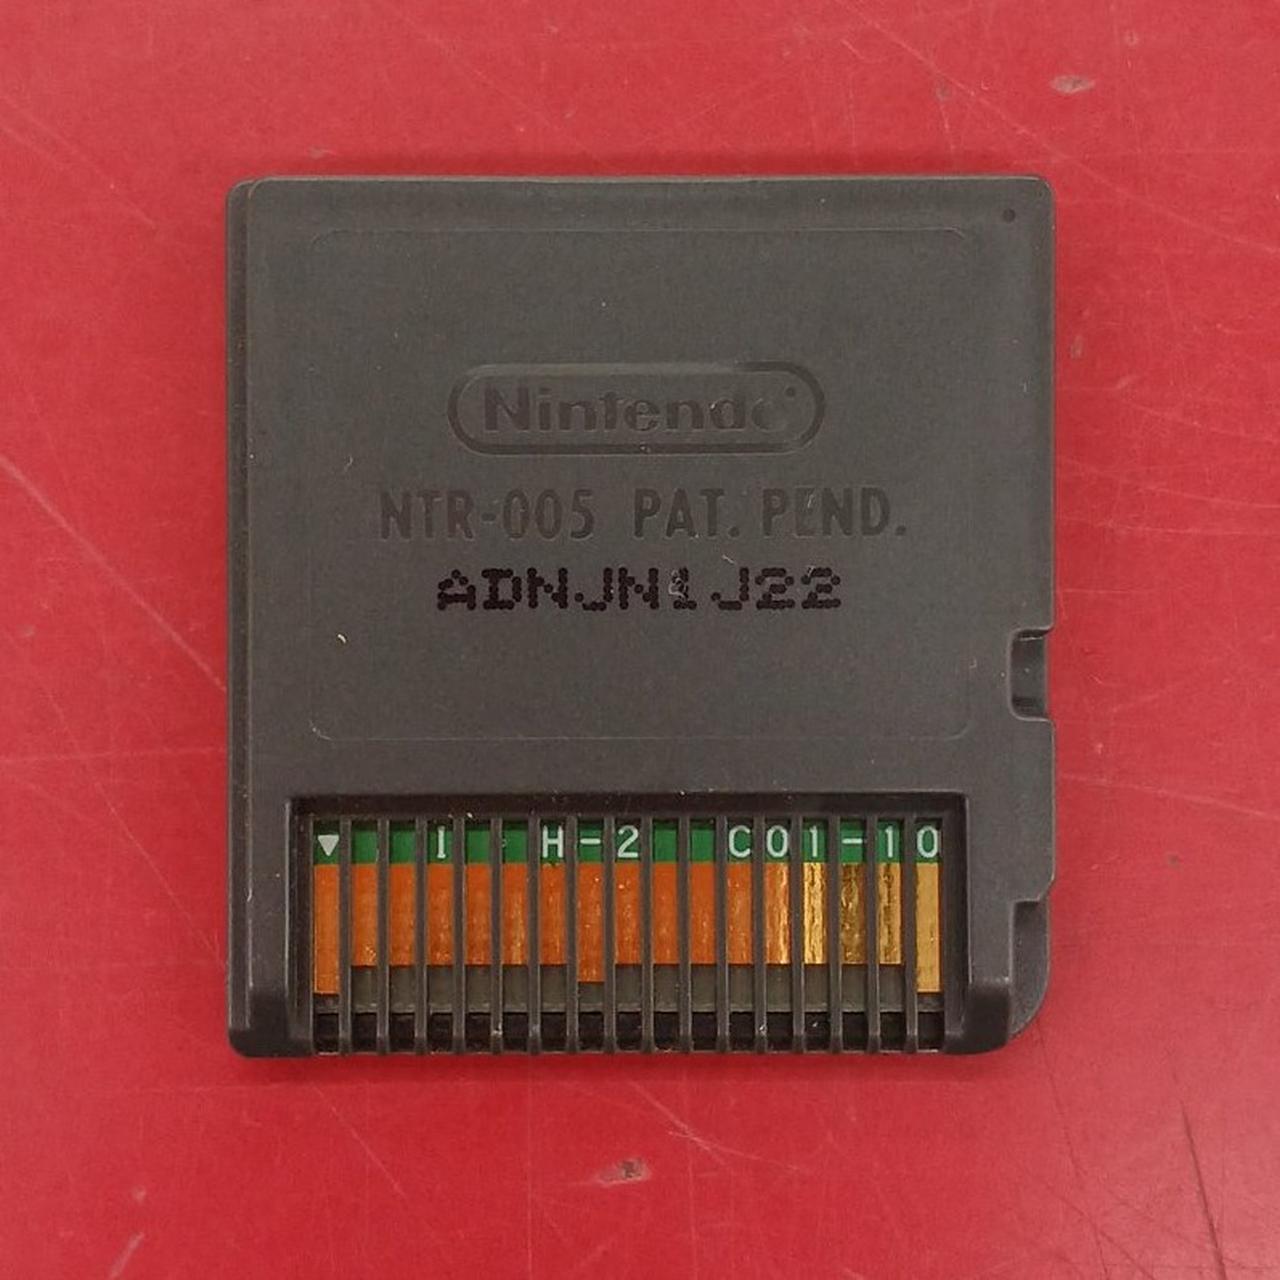 Nintendo
NTR-005 PAT. PEND.
ADNJN1J22
▼ I H-2 C01-10